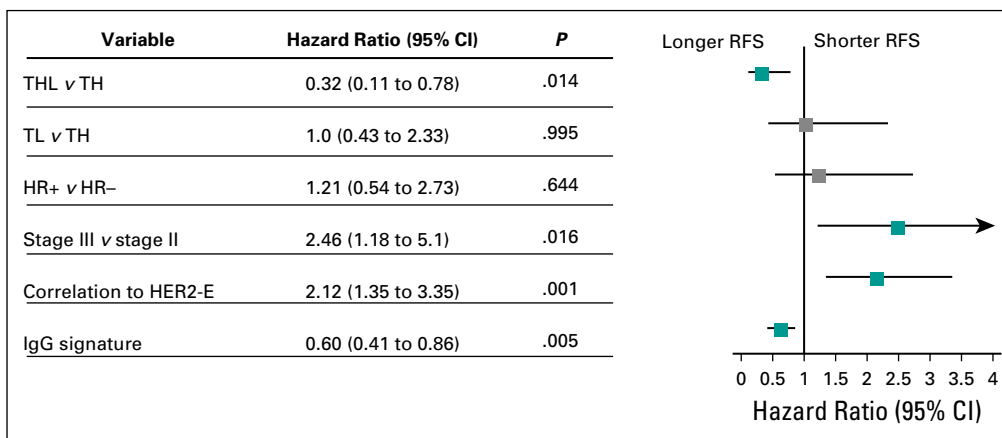 Variable Hazard Ratio (95% CI) P
THL v TH 0.32 (0.11 to 0.78) .014
TL v TH 1.0 (0.43 to 2.33) .995
HR+ v HR− 1.21 (0.54 to 2.73) .644
Stage III v stage II 2.46 (1.18 to 5.1) .016
Correlation to HER2-E 2.12 (1.35 to 3.35) .001
IgG signature 0.60 (0.41 to 0.86) .005
Longer RFS Shorter RFS
0 0.5 1 1.5 2 2.5 3 3.5 4
Hazard Ratio (95% CI)